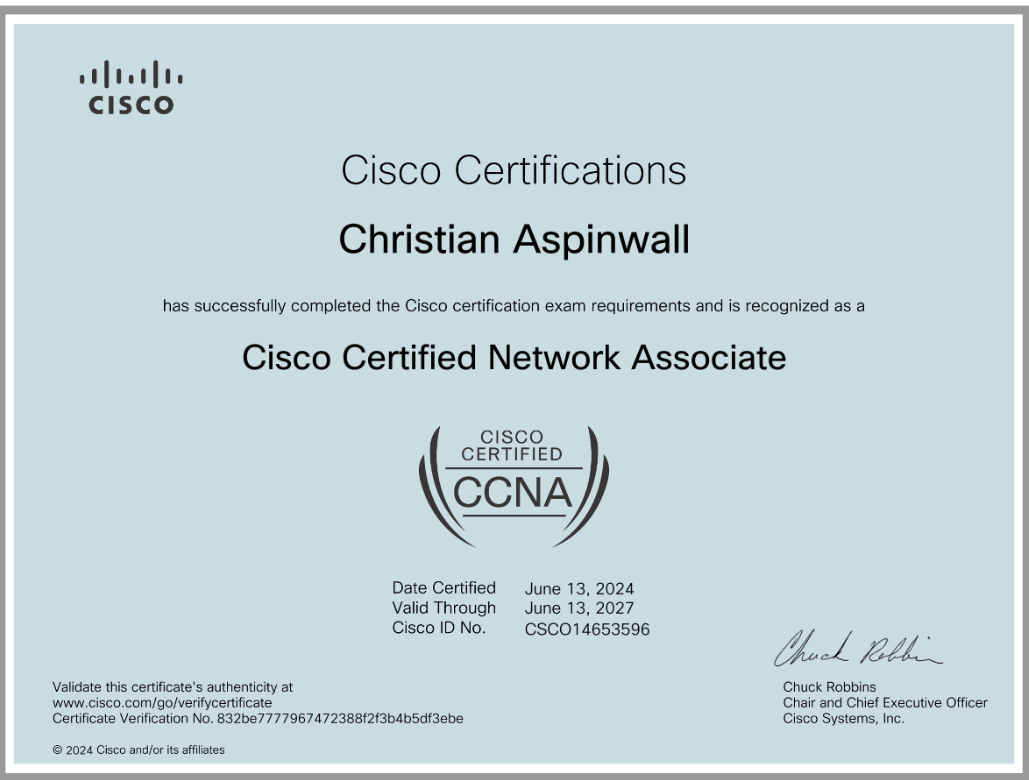 CISCO
Cisco Certifications
Christian Aspinwall
has successfully completed the Cisco certification exam requirements and is recognized as a
Cisco Certified Network Associate
CISCO
CERTIFIED
CCNA
Date Certified June 13, 2024
Valid Through June 13, 2027
Cisco ID No. CSCO14653596
Chuck Robbins
Validate this certificate's authenticity at
www.cisco.com/go/verifycertificate
Certificate Verification No. 832be7777967472388f2f3b4b5df3ebe
Chuck Robbins
Chair and Chief Executive Officer
Cisco Systems, Inc.
© 2024 Cisco and/or its affiliates